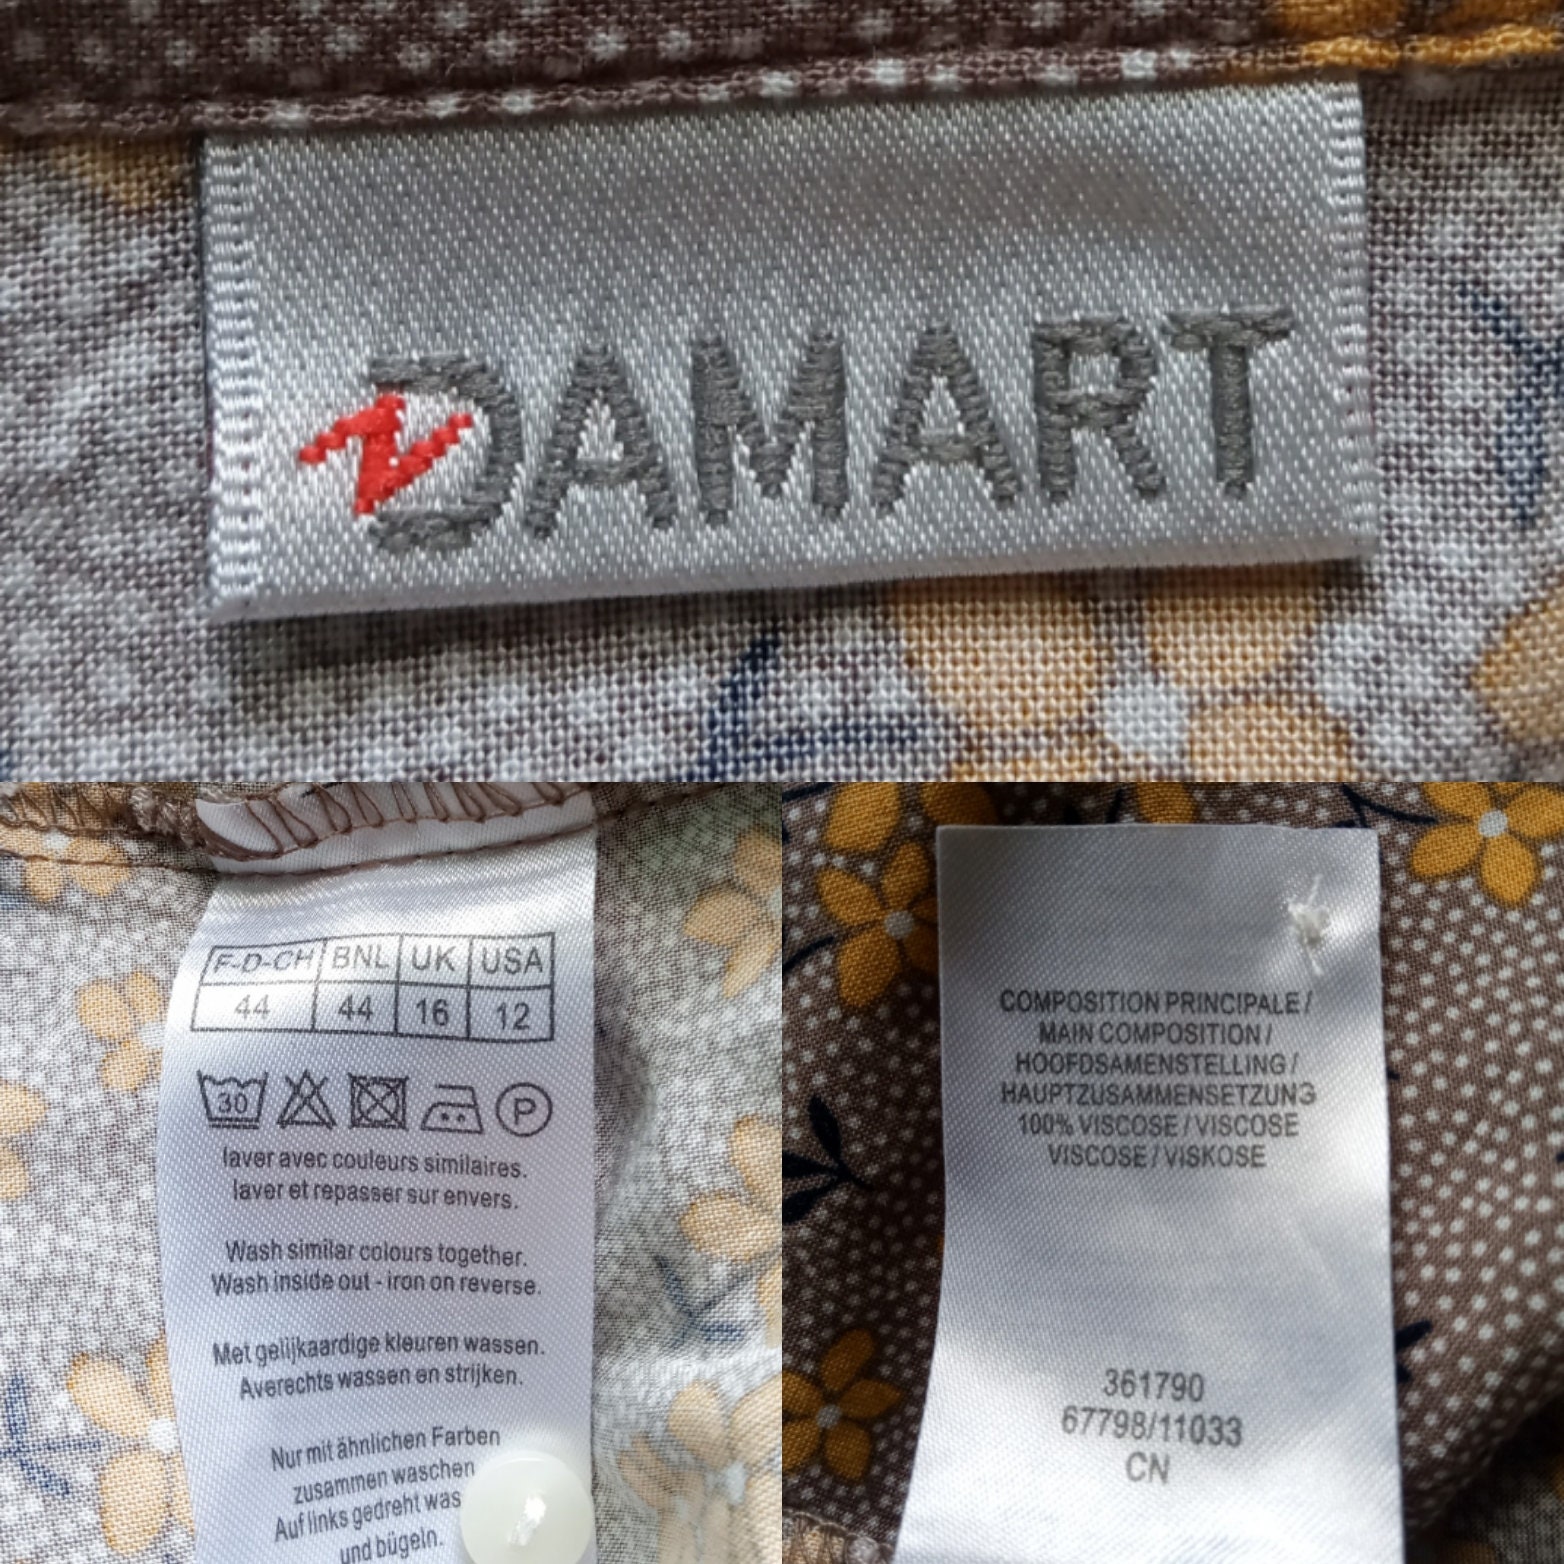 DAMART
F-D-CH BNL UK USA
44 44 16 12
30 P
laver avec couleurs similaires.
laver et repasser sur envers.
Wash similar colours together.
Wash inside out - iron on reverse.
Met gelijkaardige kleuren wassen.
Averechts wassen en strijken.
Nur mit ähnlichen Farben
zusammen waschen
Auf links gedreht was
und bügeln.
COMPOSITION PRINCIPALE /
MAIN COMPOSITION /
HOOFDSAMENSTELLING /
HAUPTZUSAMMENSETZUNG
100% VISCOSE / VISCOSE
VISCOSE / VISKOSE
361790
67798/11033
CN